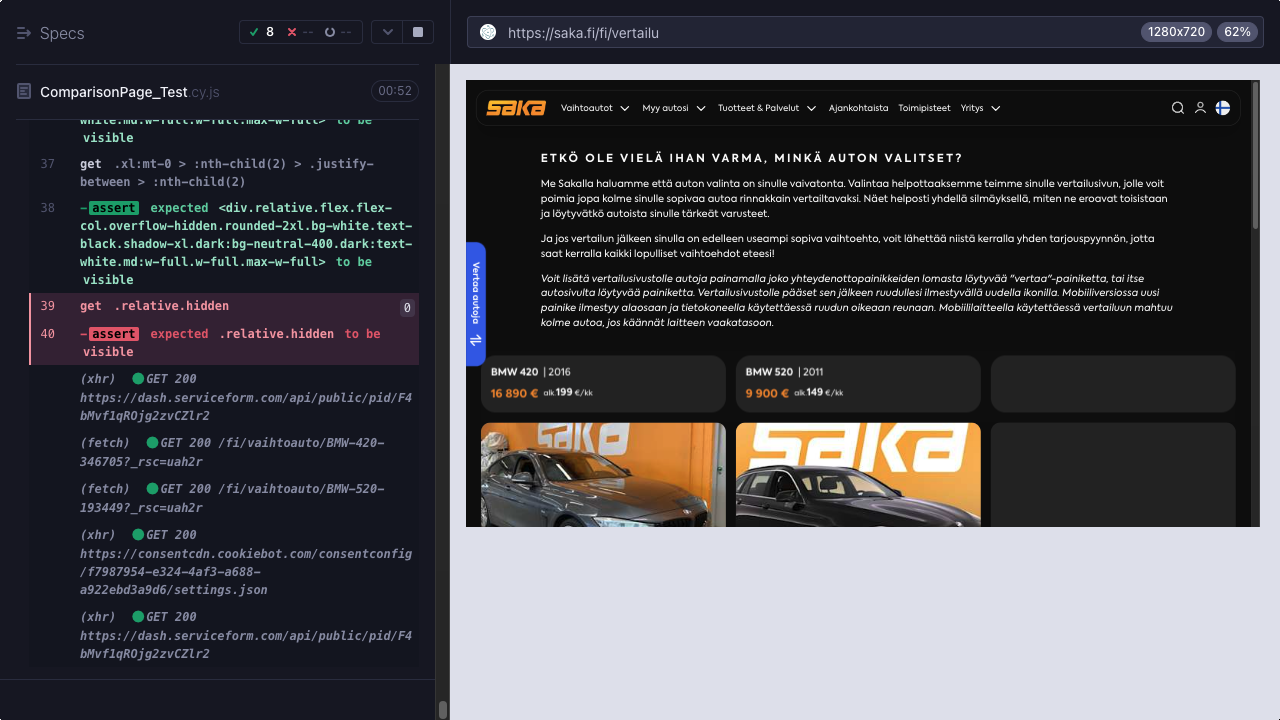 Specs
8
--
--
https://saka.fi/fi/vertailu
1280x720
62%
ComparisonPage_Test.cy.js
00:52
white.md:w-full.w-full.max-w-full> to be
visible
37 get .xl:mt-0 > :nth-child(2) > .justify-
between > :nth-child(2)
38 -assert expected <div.relative.flex.flex-
col.overflow-hidden.rounded-2xl.bg-white.text-
black.shadow-xl.dark:bg-neutral-400.dark:text-
white.md:w-full.w-full.max-w-full> to be
visible
39 get .relative.hidden 0
40 -assert expected .relative.hidden to be
visible
(xhr) GET 200
https://dash.serviceform.com/api/public/pid/F4
bMvf1qROjg2zvCZlr2
(fetch) GET 200 /fi/vaihtoauto/BMW-420-
346705?_rsc=uah2r
(fetch) GET 200 /fi/vaihtoauto/BMW-520-
193449?_rsc=uah2r
(xhr) GET 200
https://consentcdn.cookiebot.com/consentconfig
/f7987954-e324-4af3-a688-
a922ebd3a9d6/settings.json
(xhr) GET 200
https://dash.serviceform.com/api/public/pid/F4
bMvf1qROjg2zvCZlr2
saka
Vaihtoautot
Myy autosi
Tuotteet & Palvelut
Ajankohtaista
Toimipisteet
Yritys
ETKÖ OLE VIELÄ IHAN VARMA, MINKÄ AUTON VALITSET?
Me Sakalla haluamme että auton valinta on sinulle vaivatonta. Valintaa helpottaaksemme teimme sinulle vertailusivun, jolle voit
poimia jopa kolme sinulle sopivaa autoa rinnakkain vertailtavaksi. Näet helposti yhdellä silmäyksellä, miten ne eroavat toisistaan
ja löytyvätkö autoista sinulle tärkeät varusteet.
Ja jos vertailun jälkeen sinulla on edelleen useampi sopiva vaihtoehto, voit lähettää niistä kerralla yhden tarjouspyynnön, jotta
saat kerralla kaikki lopulliset vaihtoehdot eteesi!
Voit lisätä vertailusivustolle autoja painamalla joko yhteydenottopainikkeiden lomasta löytyvää "vertaa"-painiketta, tai itse
autosivulta löytyvää painiketta. Vertailusivustolle pääset sen jälkeen ruudullesi ilmestyvällä uudella ikonilla. Mobiiliversiossa uusi
painike ilmestyy alaosaan ja tietokoneella käytettäessä ruudun oikeaan reunaan. Mobiililaitteella käytettäessä vertailuun mahtuu
kolme autoa, jos käännät laitteen vaakatasoon.
Vertaa autoja
BMW 420 | 2016
16 890 € alk.199 €/kk
BMW 520 | 2011
9 900 € alk.149 €/kk
saka
saka